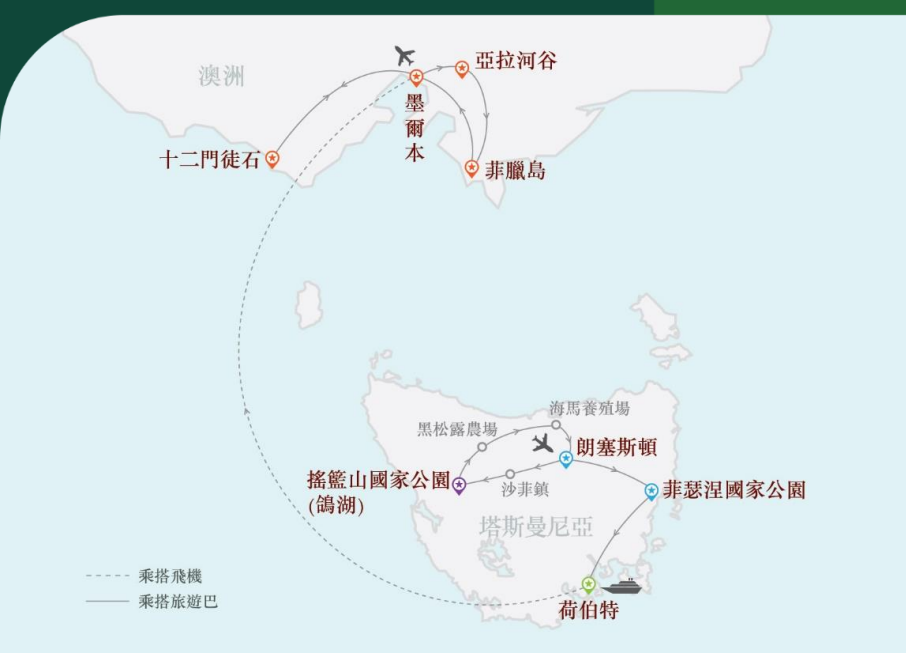 澳洲
亞拉河谷
墨爾本
十二門徒石
菲臘島
海馬養殖場
黑松露農場
朗塞斯頓
搖籃山國家公園
(鴿湖)
沙菲鎮
菲瑟涅國家公園
塔斯曼尼亞
乘搭飛機
乘搭旅遊巴
荷伯特